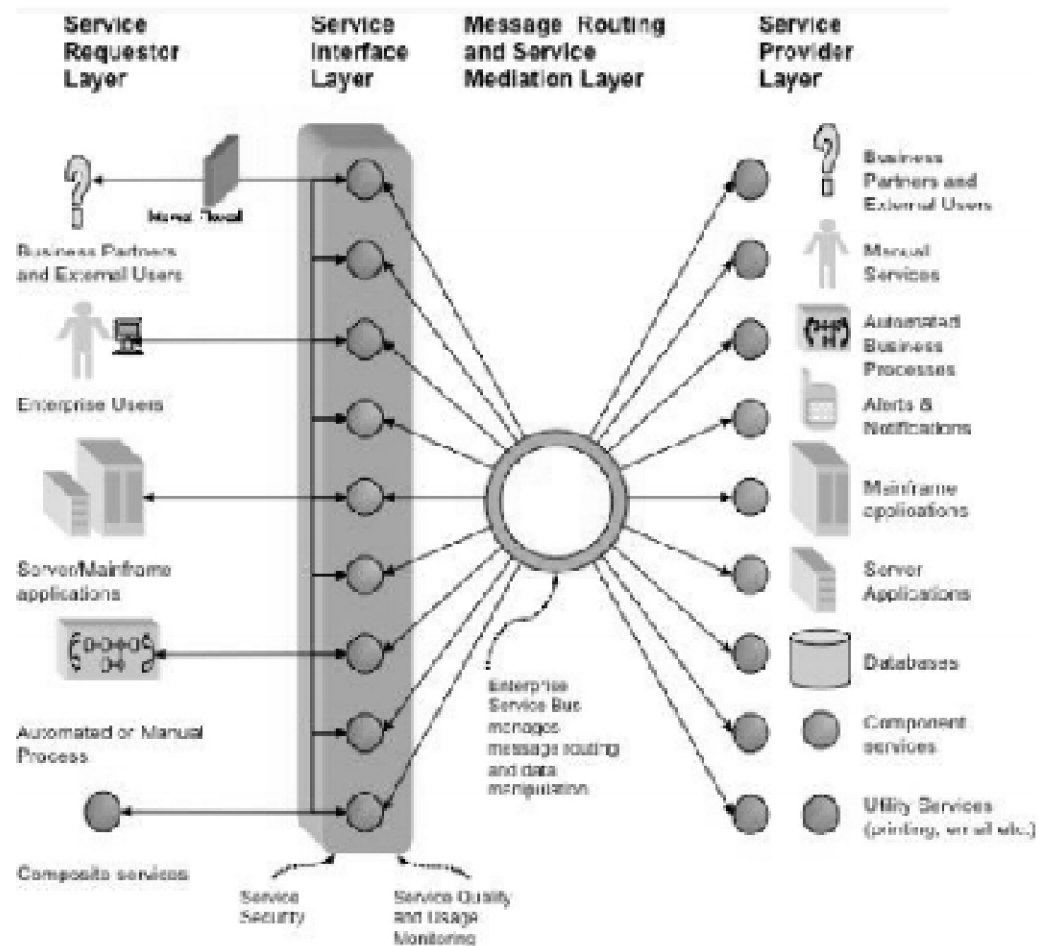 Service
Requestor
Layer
Service
Interface
Layer
Message Routing
and Service
Mediation Layer
Service
Provider
Layer
Business Partners
and External Users
Enterprise Users
Server/Mainframe
applications
Automated or Manual
Process
Composite services
Service
Security
Service Quality
and Usage
Monitoring
Enterprise
Service Bus
manages
message routing
and data
manipulation
Business
Partners and
External Users
Manual
Services
Automated
Business
Processes
Alerts &
Notifications
Mainframe
applications
Server
Applications
Databases
Component
services
Utility Services
(printing, email etc.)